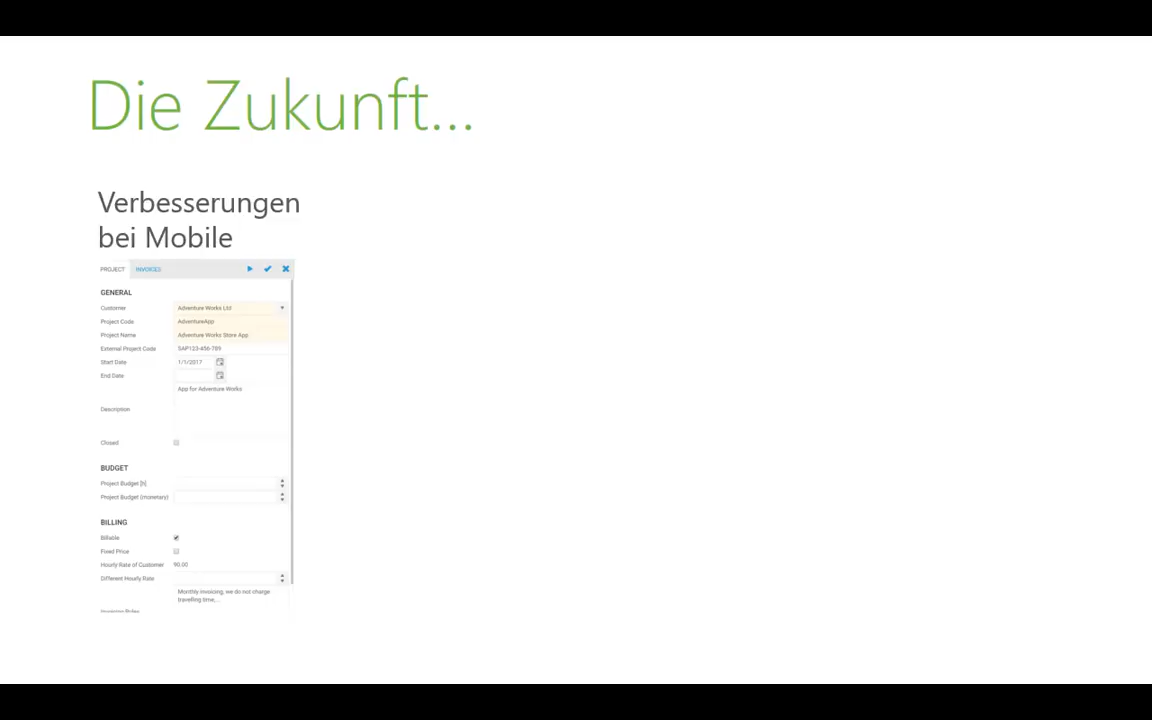 Die Zukunft...
Verbesserungen
bei Mobile
PROJECT INVOICES
GENERAL
Customer Adventure Works Ltd
Project Code AdventureApp
Project Name Adventure Works Store App
External Project Code SAP123-456-789
Start Date 1/1/2017
End Date
App for Adventure Works
Description
Closed
BUDGET
Project Budget [h]
Project Budget (monetary)
BILLING
Billable
Fixed Price
Hourly Rate of Customer 90.00
Different Hourly Rate
Monthly invoicing, we do not charge
travelling time,...